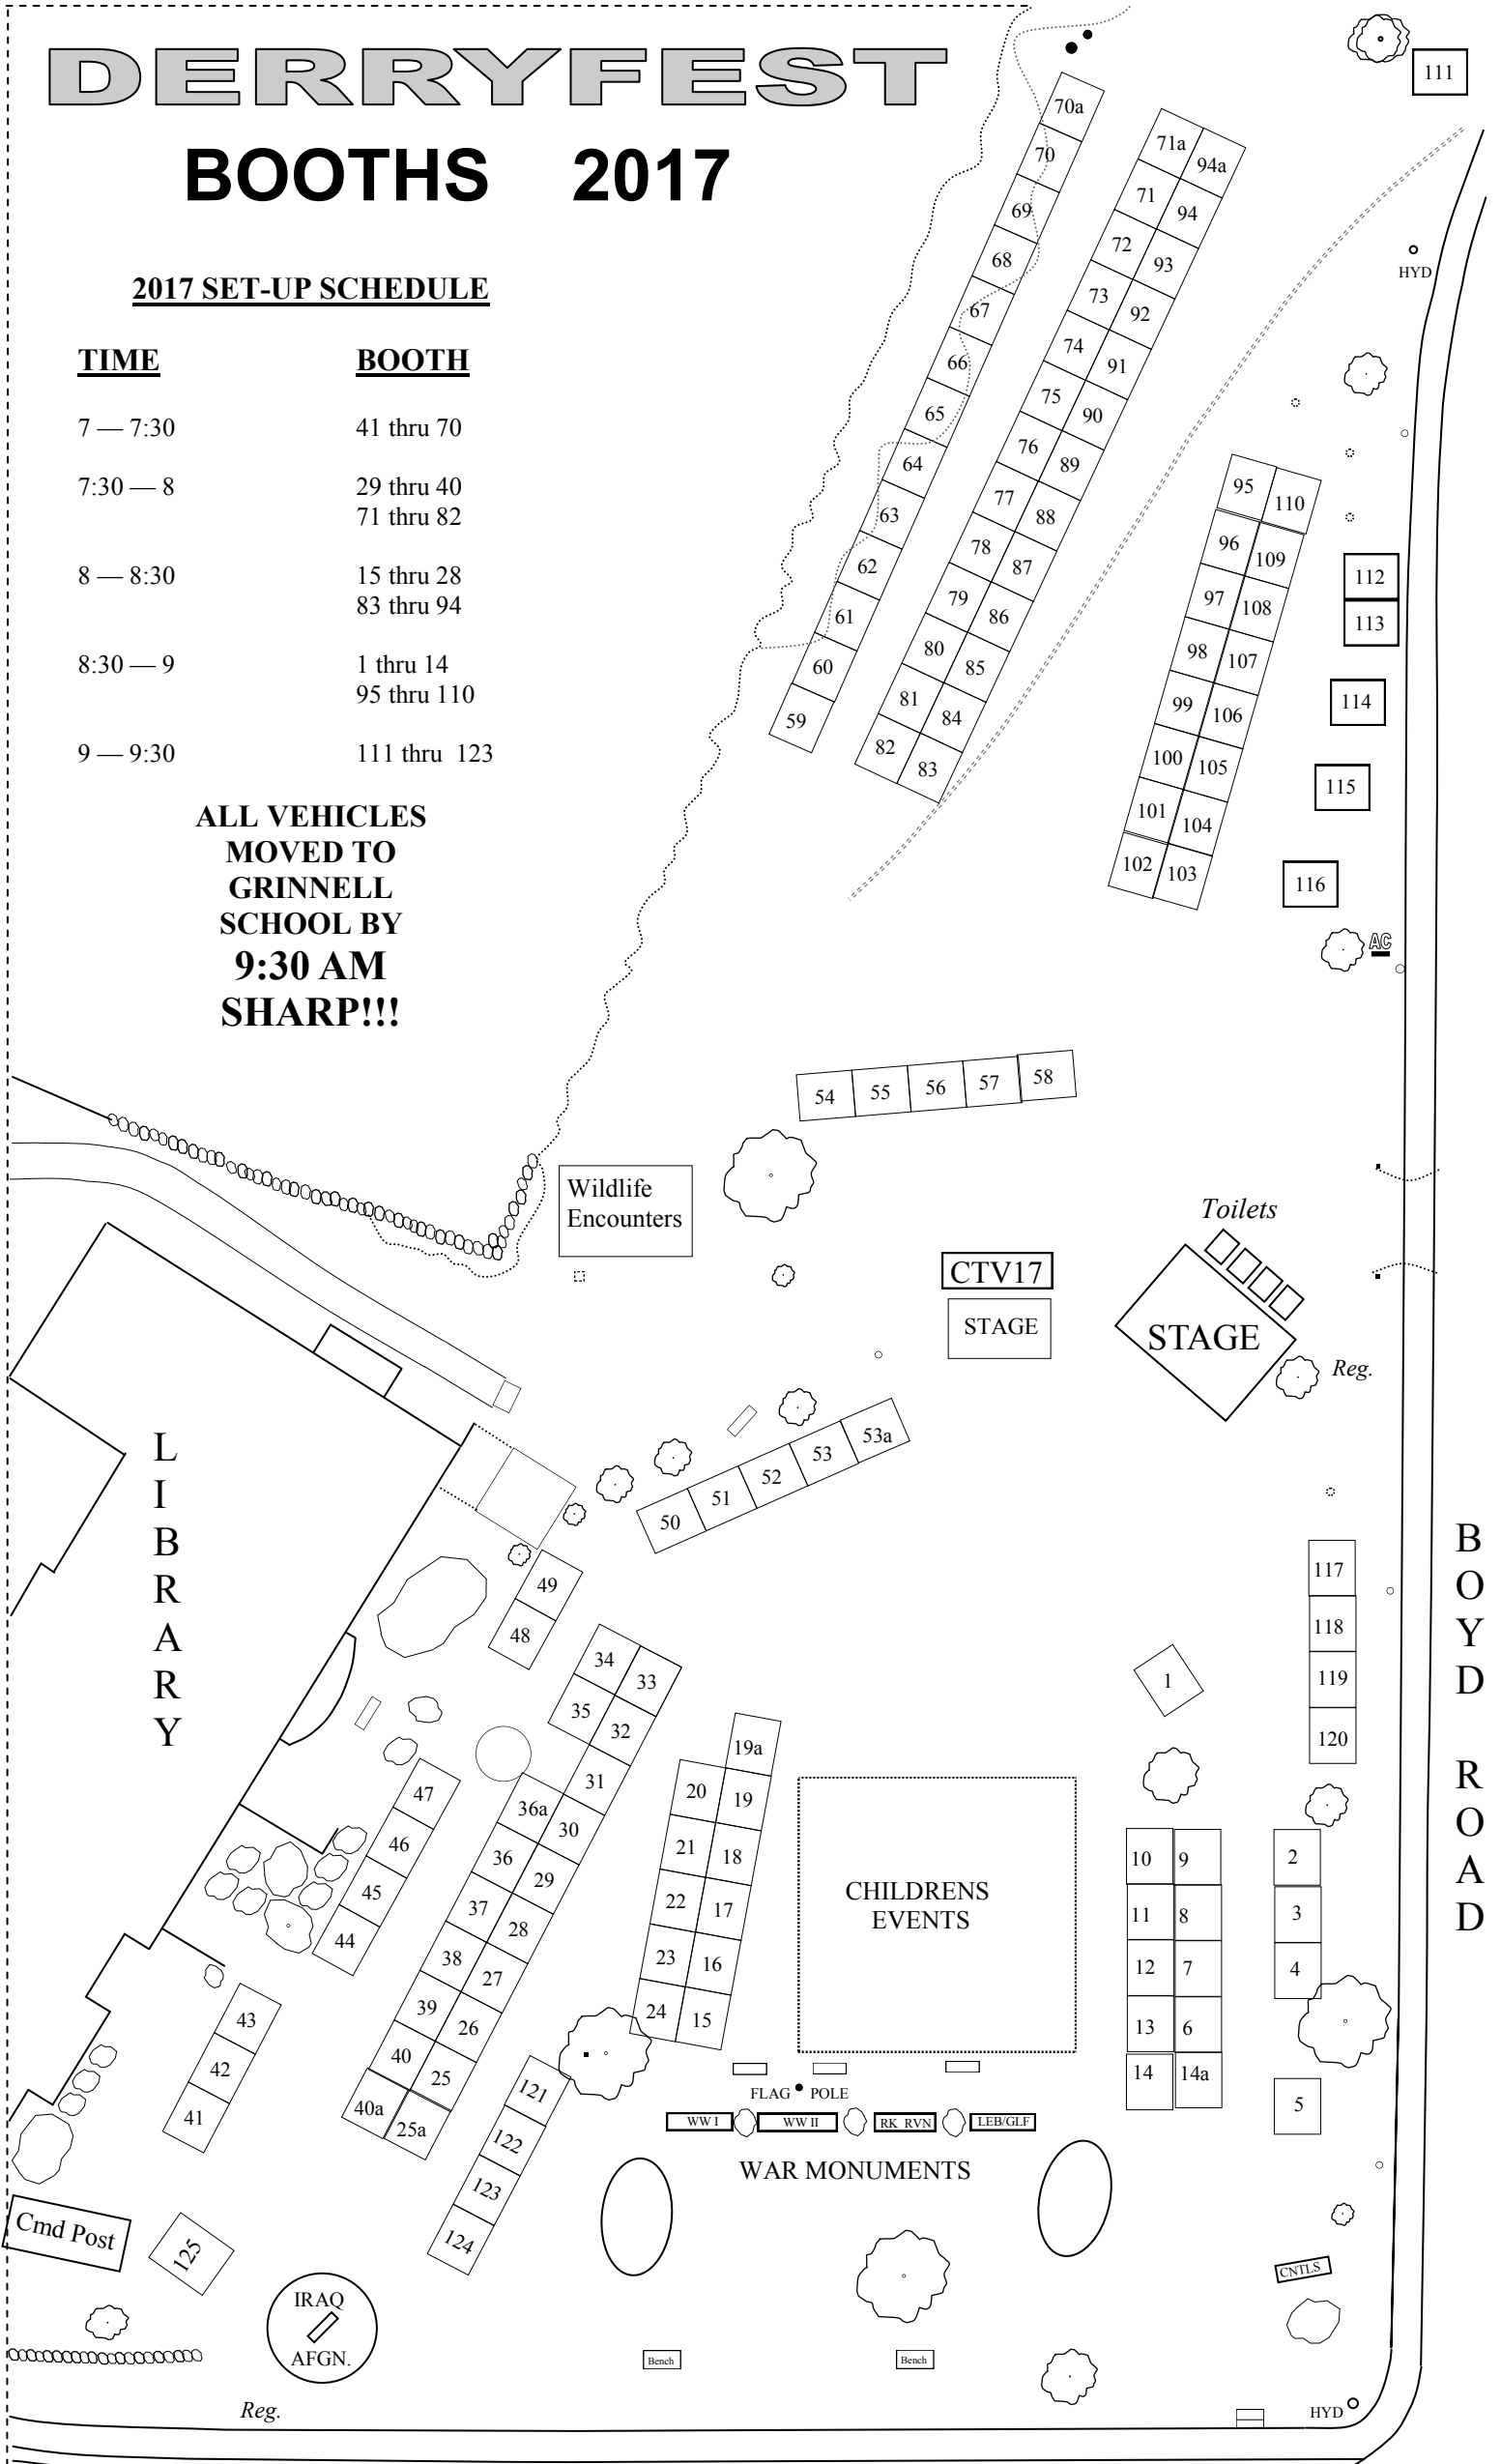 DERRYFEST
BOOTHS 2017
2017 SET-UP SCHEDULE
TIME BOOTH
7 — 7:30 41 thru 70
7:30 — 8 29 thru 40
71 thru 82
8 — 8:30 15 thru 28
83 thru 94
8:30 — 9 1 thru 14
95 thru 110
9 — 9:30 111 thru 123
ALL VEHICLES
MOVED TO
GRINNELL
SCHOOL BY
9:30 AM
SHARP!!!
70a
70
69
68
67
66
65
64
63
62
61
60
59
71a 94a
71 94
72 93
73 92
74 91
75 90
76 89
77 88
78 87
79 86
80 85
81 84
82 83
111
HYD
95 110
96 109
97 108
98 107
99 106
100 105
101 104
102 103
112
113
114
115
116
AC
54 55 56 57 58
Wildlife
Encounters
Toilets
CTV17
STAGE
STAGE
Reg.
LIBRARY
50 51 52 53 53a
49
48
BOYD ROAD
117
118
119
120
1
34 33
35 32
31
36a 30
36 29
37 28
38 27
39 26
40 25
40a 25a
47
46
45
44
43
42
41
19a
20 19
21 18
22 17
23 16
24 15
CHILDRENS
EVENTS
10 9
11 8
12 7
13 6
14 14a
2
3
4
5
121
122
123
124
FLAG POLE
WW I WW II RK RVN LEB/GLF
WAR MONUMENTS
Cmd Post
125
IRAQ
AFGN.
CNTLS
Bench Bench
Reg.
HYD